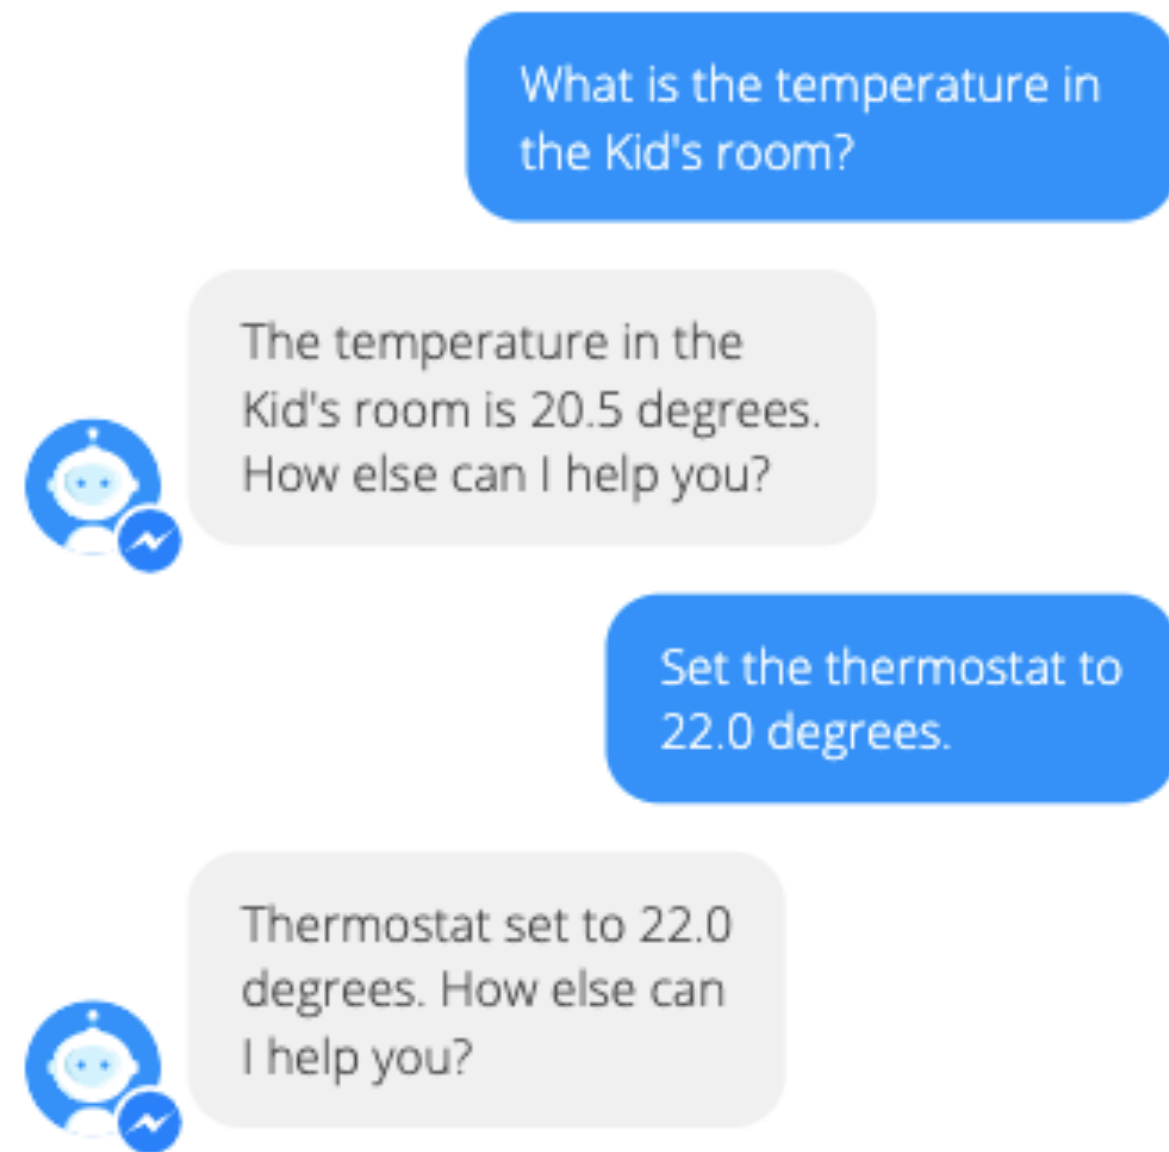 What is the temperature in
the Kid's room?
The temperature in the
Kid's room is 20.5 degrees.
How else can I help you?
Set the thermostat to
22.0 degrees.
Thermostat set to 22.0
degrees. How else can
I help you?